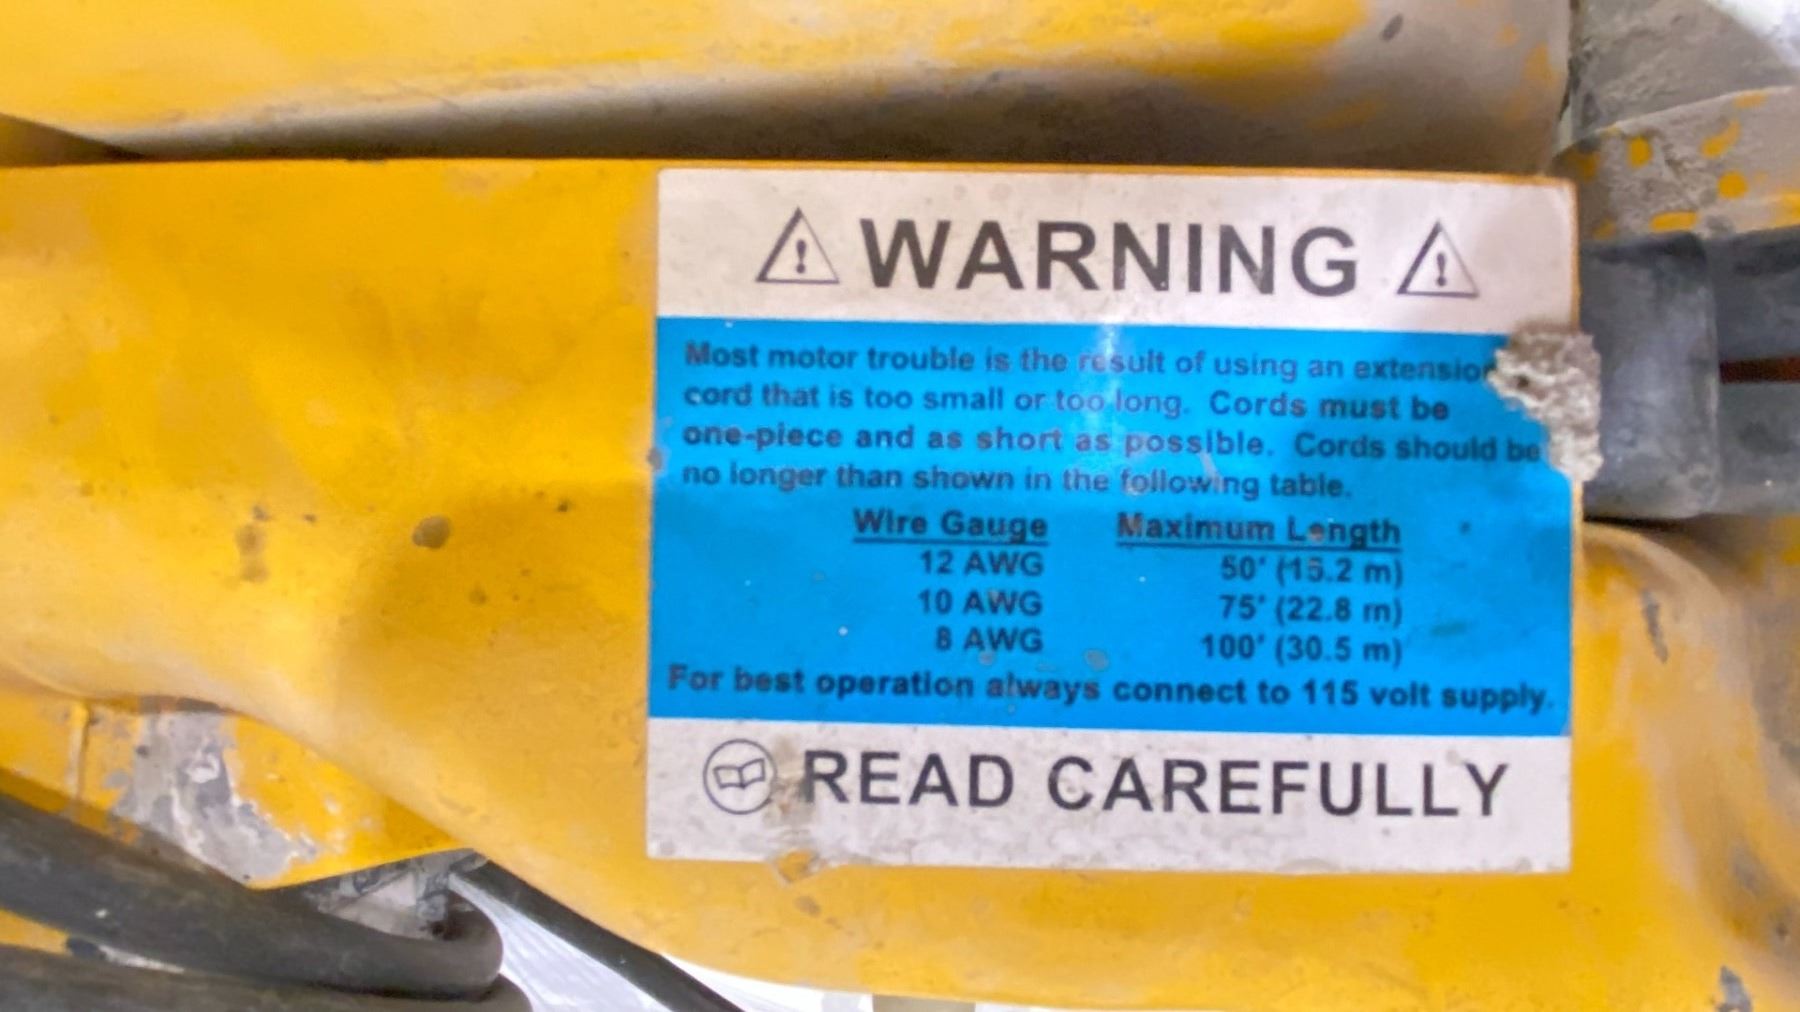 WARNING
Most motor trouble is the result of using an extension
cord that is too small or too long. Cords must be
one-piece and as short as possible. Cords should be
no longer than shown in the following table.
Wire Gauge Maximum Length
12 AWG 50' (15.2 m)
10 AWG 75' (22.8 m)
8 AWG 100' (30.5 m)
For best operation always connect to 115 volt supply.
READ CAREFULLY